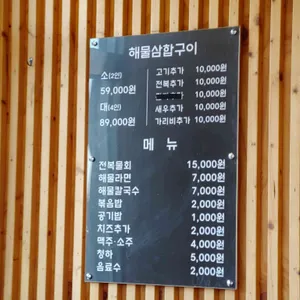 해물삼합구이
소(2인)
59,000원
대(4인)
89,000원
고기추가 10,000원
전복추가 10,000원
10,000원
새우추가 10,000원
가리비추가 10,000원
메 뉴
전복물회 15,000원
해물라면 7,000원
해물칼국수 7,000원
볶음밥 2,000원
공기밥 1,000원
치즈추가 2,000원
맥주·소주 4,000원
청하 5,000원
음료수 2,000원